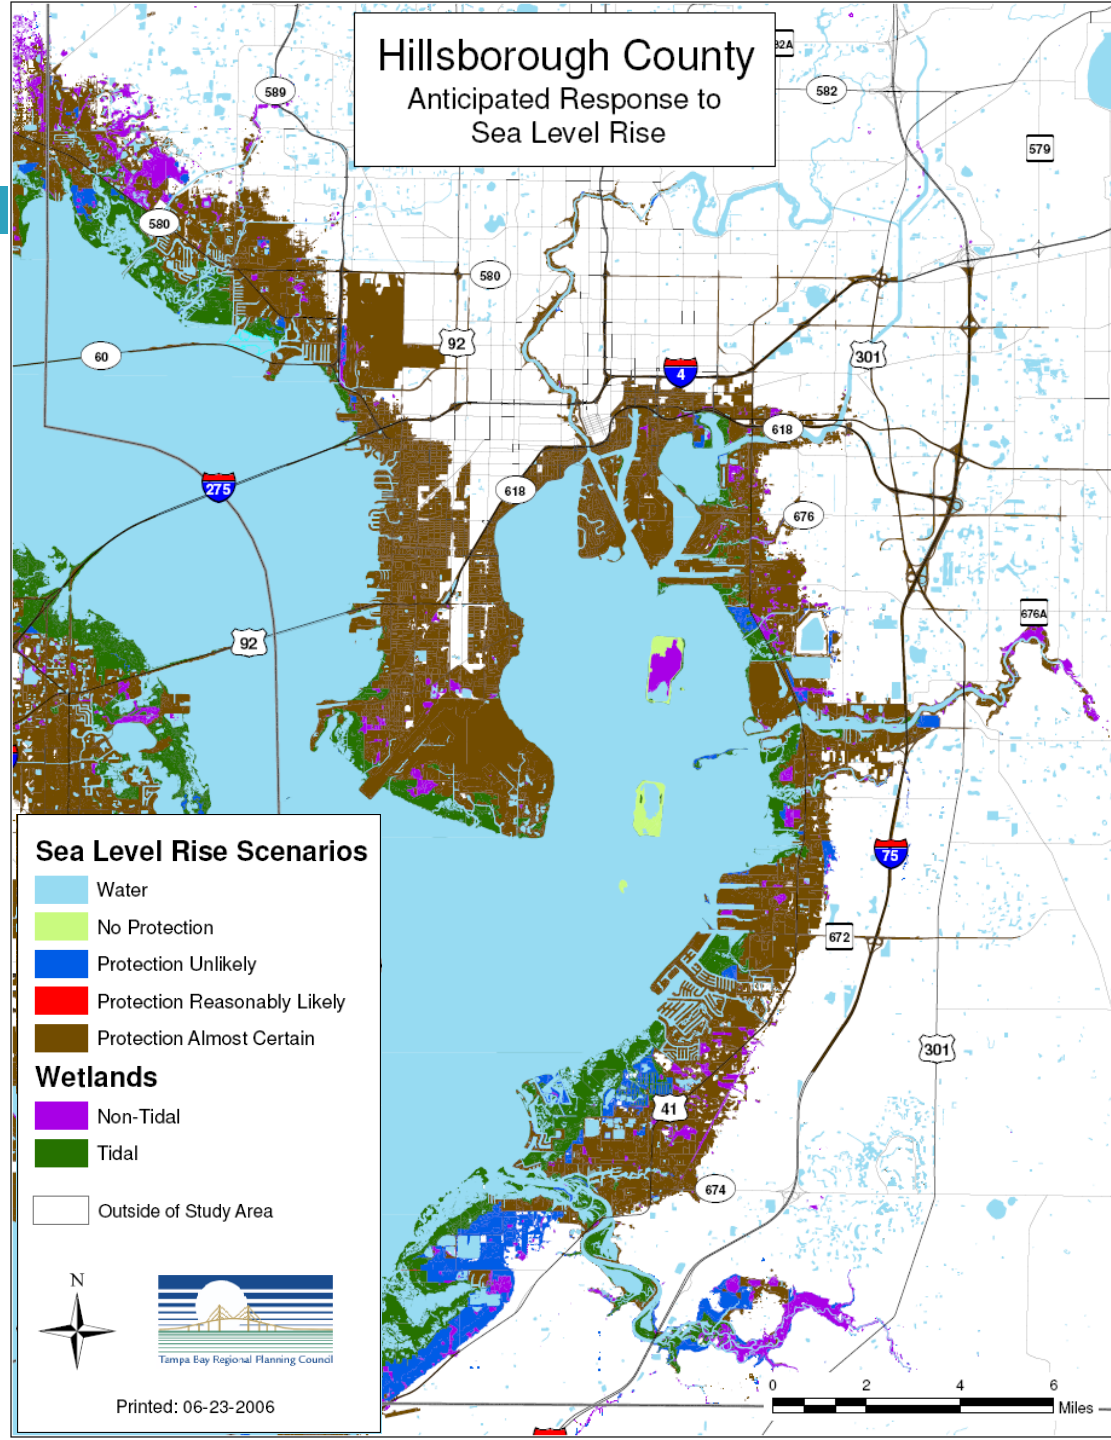 Hillsborough County
Anticipated Response to
Sea Level Rise
82A
589
582
579
580
580
60
92
301
4
618
275
618
676
676A
92
75
672
301
41
674
Sea Level Rise Scenarios
Water
No Protection
Protection Unlikely
Protection Reasonably Likely
Protection Almost Certain
Wetlands
Non-Tidal
Tidal
Outside of Study Area
N
Tampa Bay Regional Planning Council
Printed: 06-23-2006
0 2 4 6
Miles